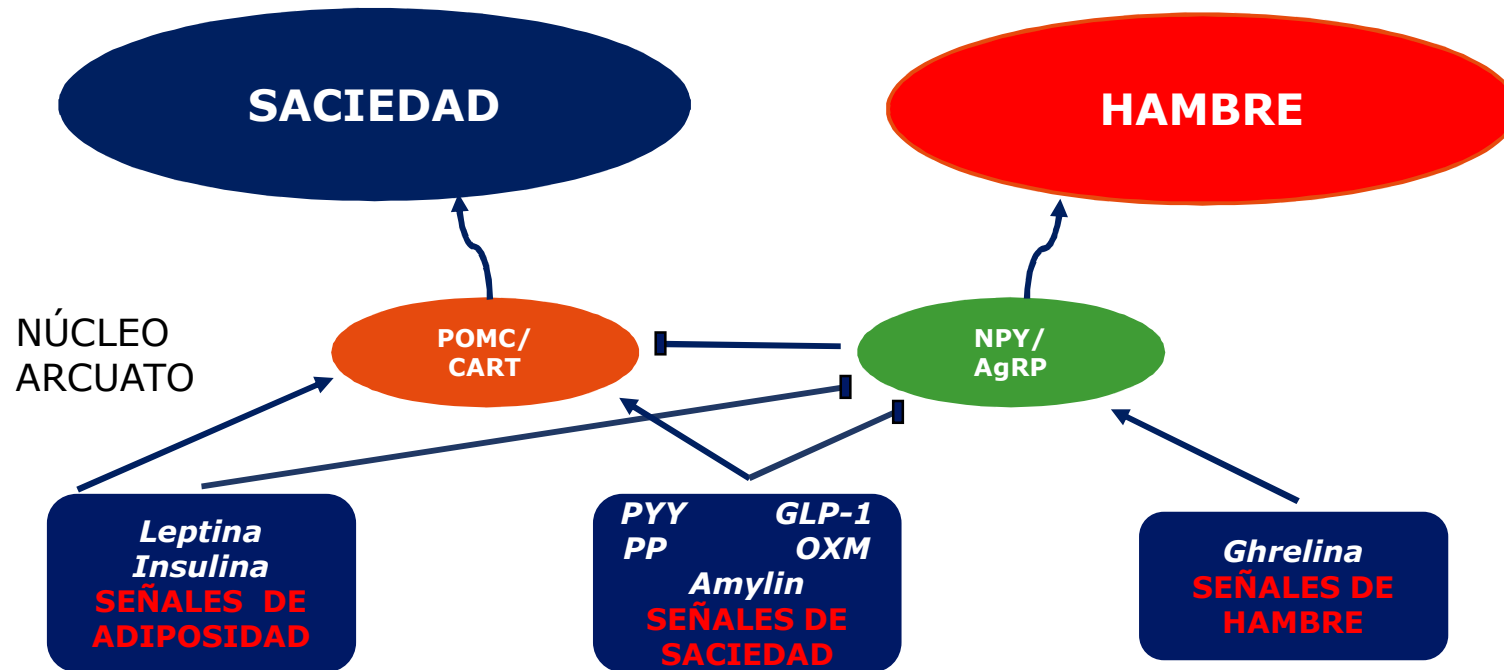 SACIEDAD
HAMBRE
NÚCLEO
ARCUATO
POMC/
CART
NPY/
AgRP
Leptina
Insulina
SEÑALES DE
ADIPOSIDAD
PYY GLP-1
PP OXM
Amylin
SEÑALES DE
SACIEDAD
Ghrelina
SEÑALES DE
HAMBRE